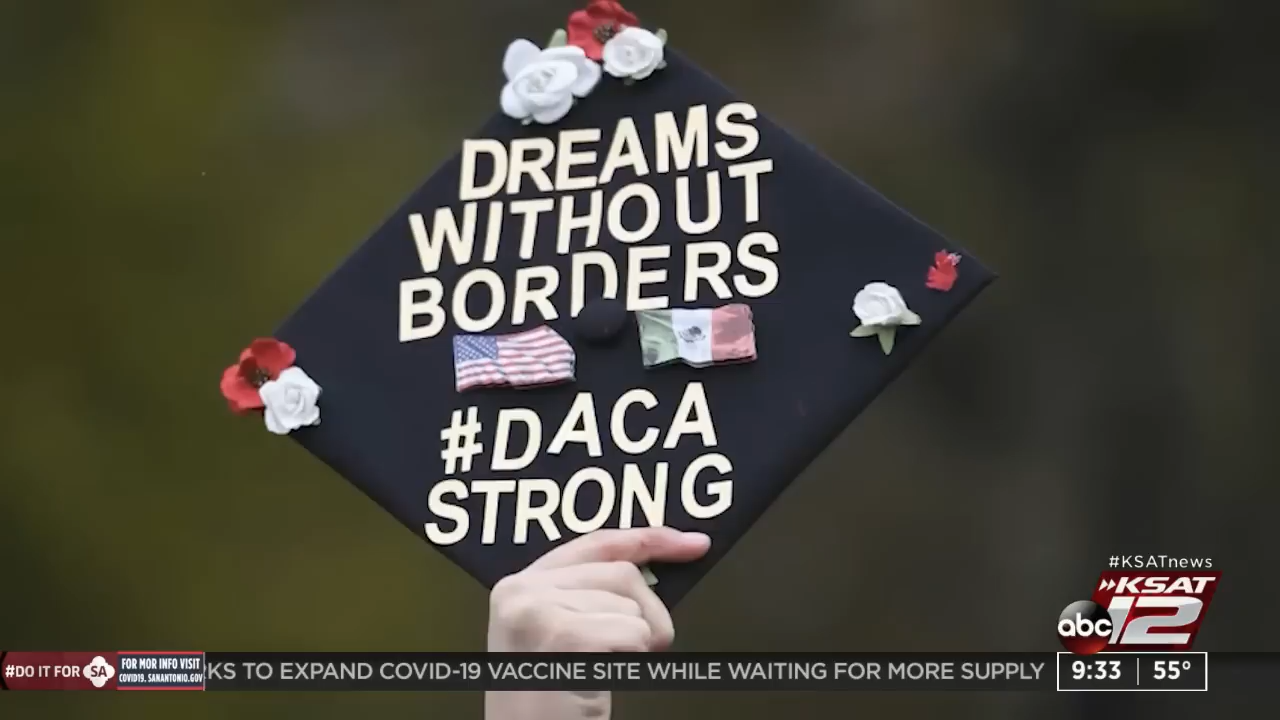 DREAMS
WITHOUT
BORDERS
#DACA
STRONG
#KSATnews
KSAT
abc 12
#DO IT FOR SA
FOR MOR INFO VISIT
COVID19.SANANTONIO.GOV
KS TO EXPAND COVID-19 VACCINE SITE WHILE WAITING FOR MORE SUPPLY
9:33 55°